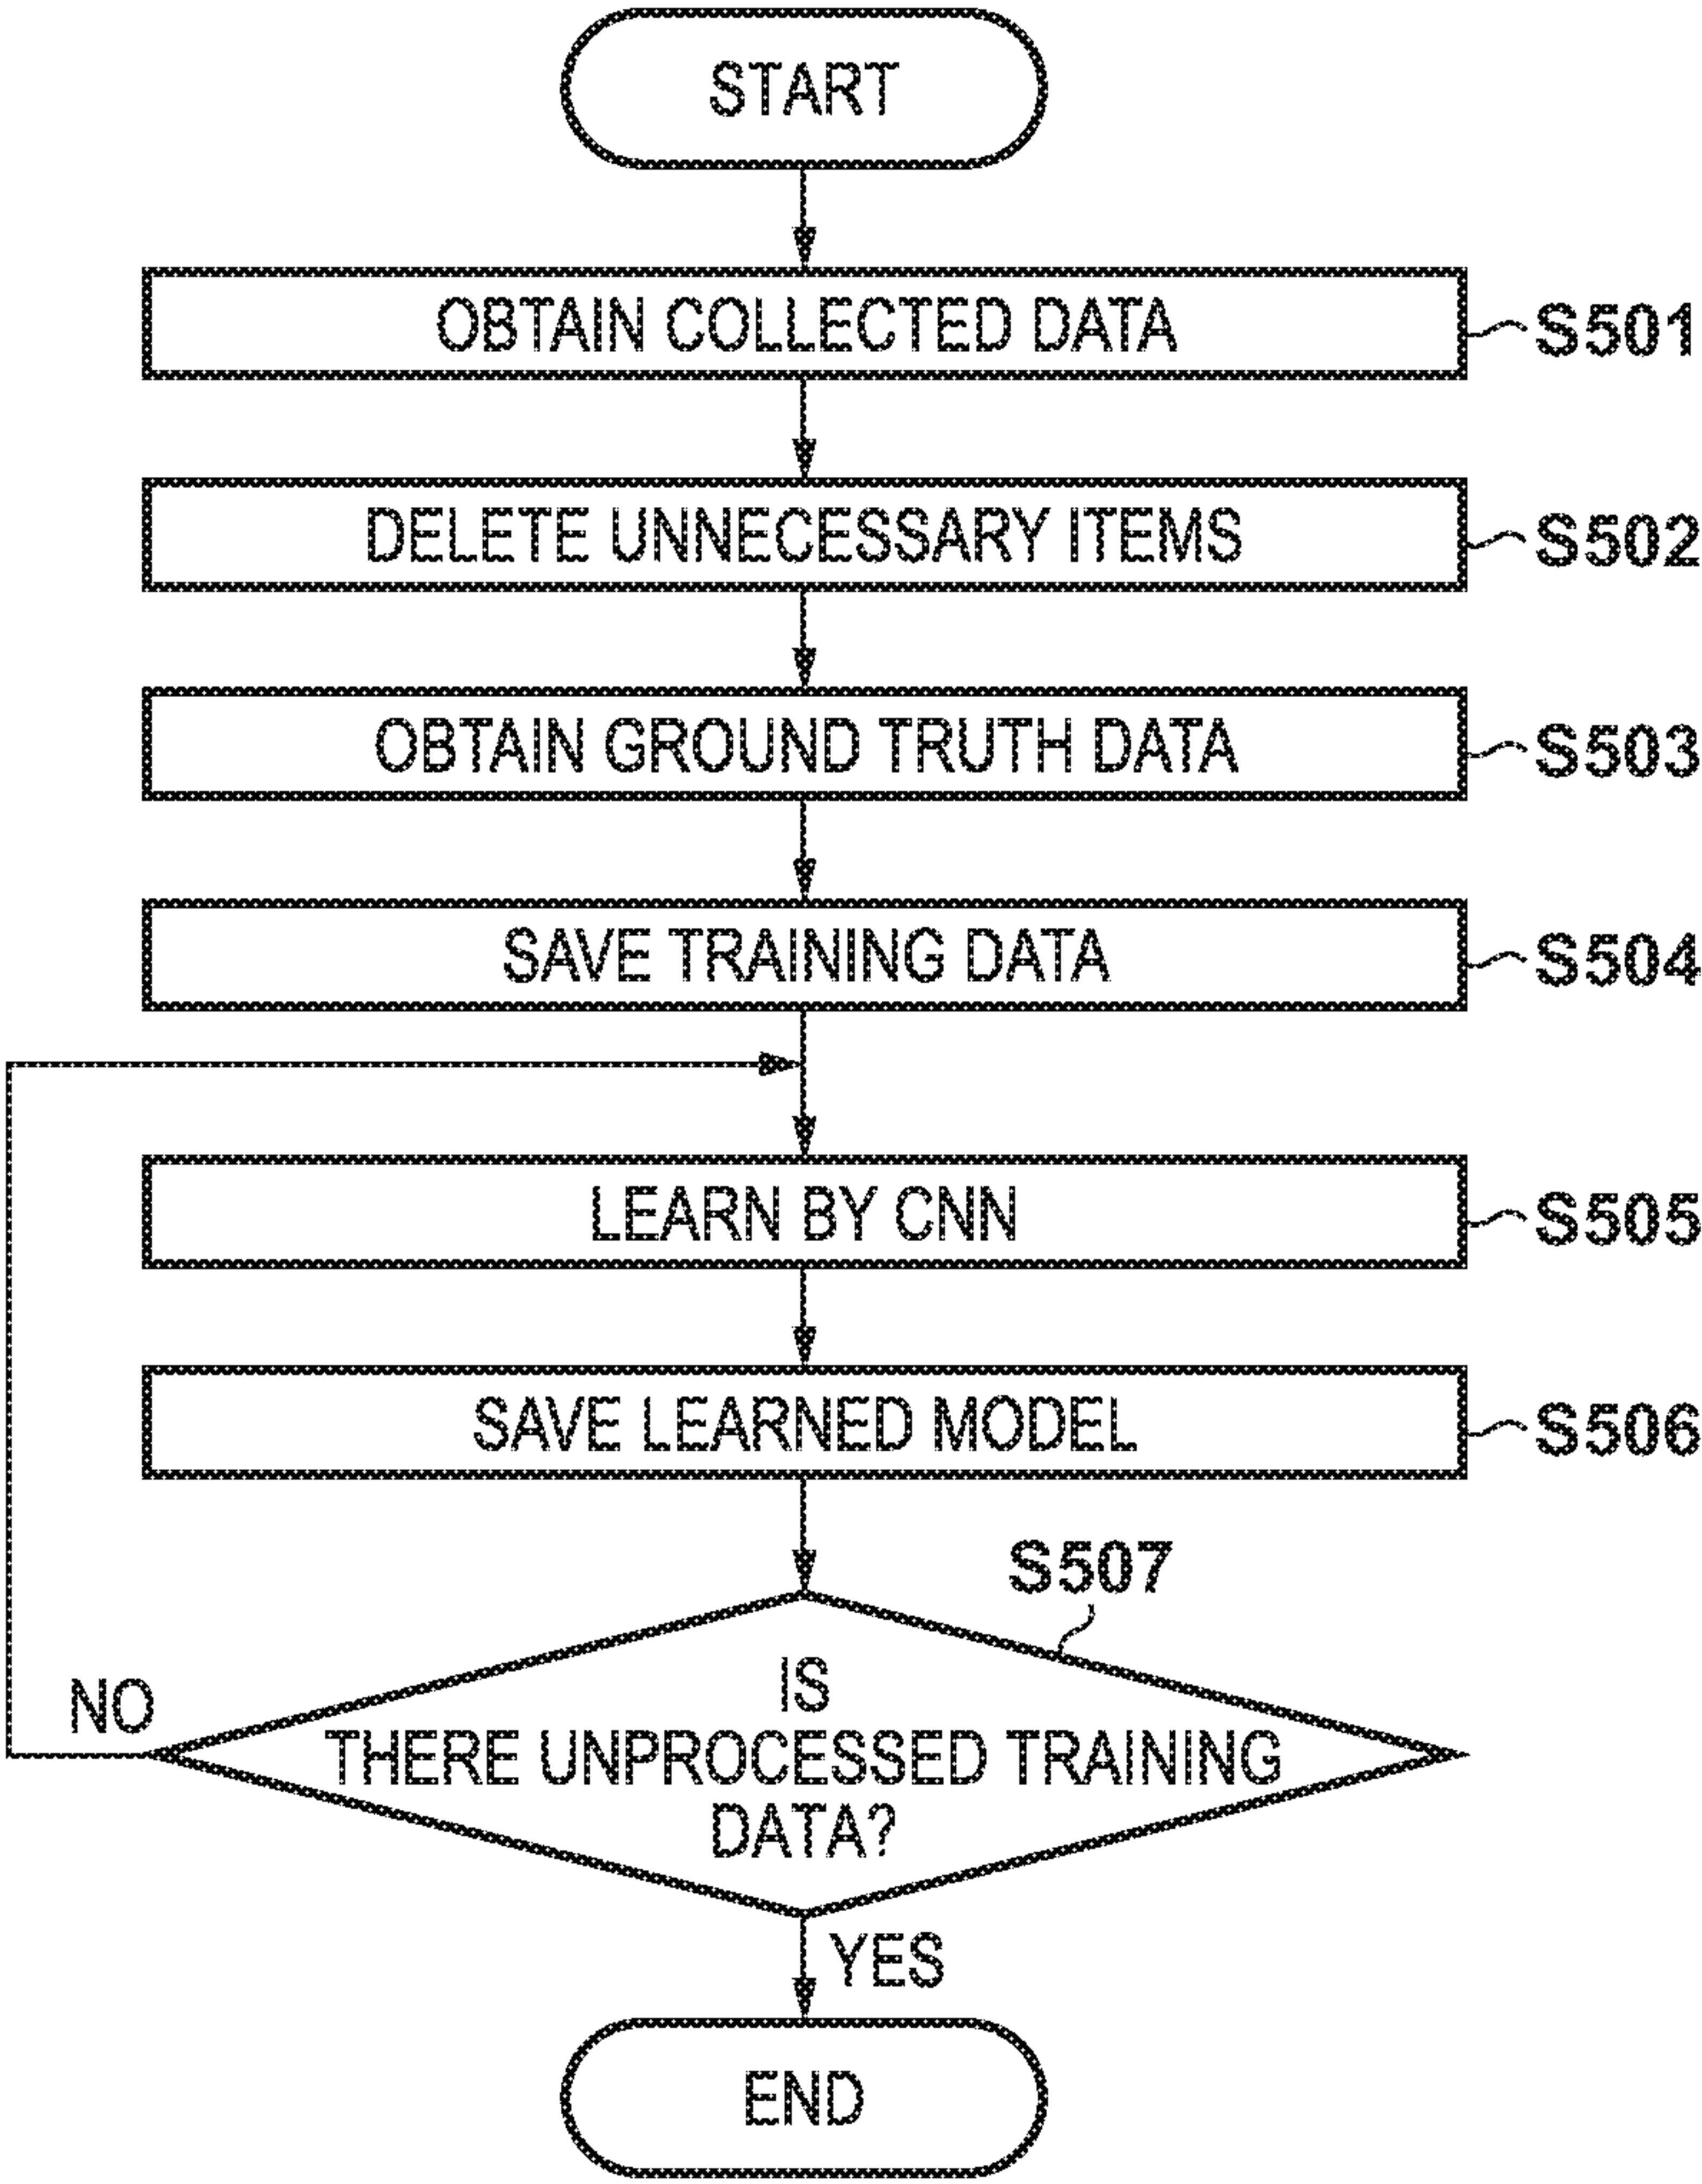 START
OBTAIN COLLECTED DATA
S501
DELETE UNNECESSARY ITEMS
S502
OBTAIN GROUND TRUTH DATA
S503
SAVE TRAINING DATA
S504
LEARN BY CNN
S505
SAVE LEARNED MODEL
S506
S507
IS
THERE UNPROCESSED TRAINING
DATA?
NO
YES
END